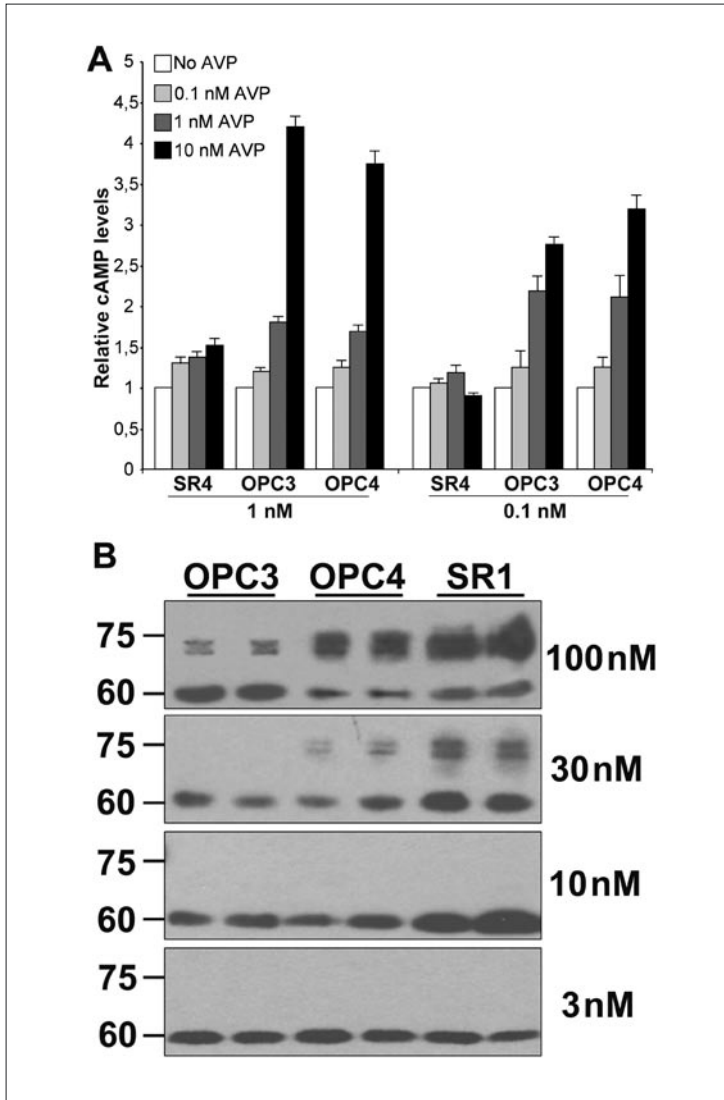 A
No AVP
0.1 nM AVP
1 nM AVP
10 nM AVP
Relative cAMP levels
5
4,5
4
3,5
3
2,5
2
1,5
1
0,5
0
SR4 OPC3 OPC4 SR4 OPC3 OPC4
1 nM 0.1 nM
B
OPC3 OPC4 SR1
75
60
100nM
75
60
30nM
75
60
10nM
75
60
3nM